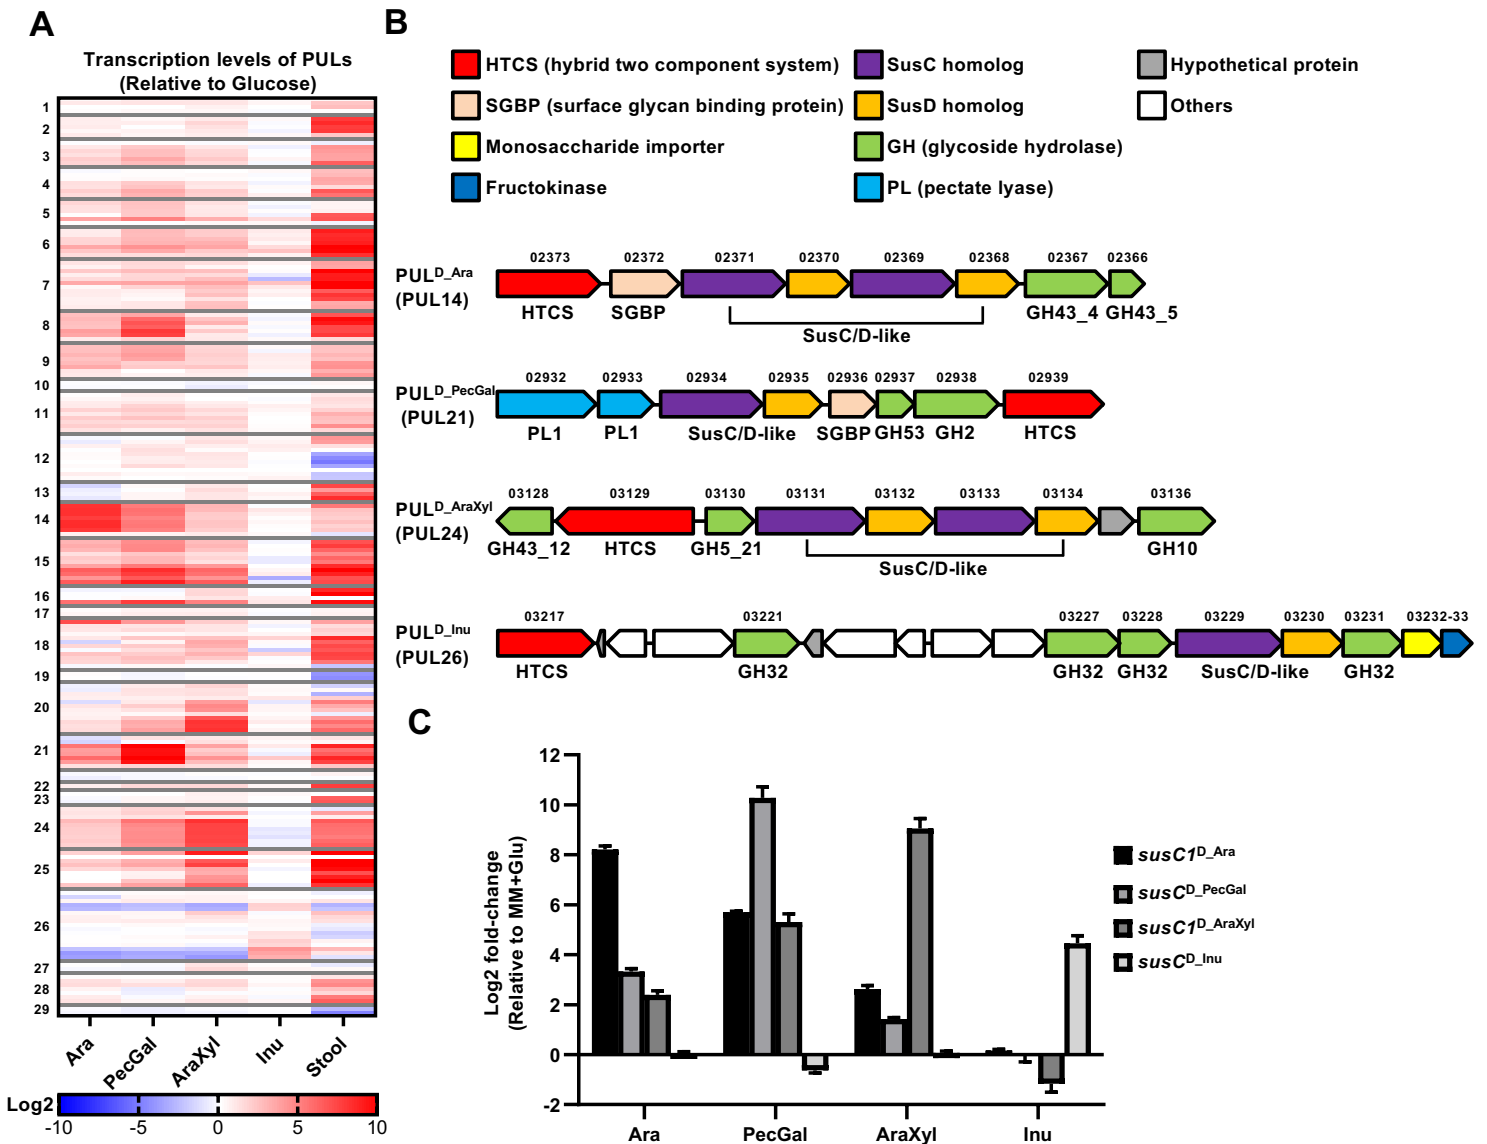 A
Transcription levels of PULs
(Relative to Glucose)
1
2
3
4
5
6
7
8
9
10
11
12
13
14
15
16
17
18
19
20
21
22
23
24
25
26
27
28
29
Ara
PecGal
AraXyl
Inu
Stool
Log2
-10 -5 0 5 10
B
HTCS (hybrid two component system)
SusC homolog
Hypothetical protein
SGBP (surface glycan binding protein)
SusD homolog
Others
Monosaccharide importer
GH (glycoside hydrolase)
Fructokinase
PL (pectate lyase)
02373 02372 02371 02370 02369 02368 02367 02366
PULD_Ara
(PUL14)
HTCS SGBP GH43_4 GH43_5
SusC/D-like
02932 02933 02934 02935 02936 02937 02938 02939
PULD_PecGal
(PUL21)
PL1 PL1 SusC/D-like SGBP GH53 GH2 HTCS
03128 03129 03130 03131 03132 03133 03134 03136
PULD_AraXyl
(PUL24)
GH43_12 HTCS GH5_21 GH10
SusC/D-like
03217 03221 03227 03228 03229 03230 03231 03232-33
PULD_Inu
(PUL26)
HTCS GH32 GH32 GH32 SusC/D-like GH32
C
Log2 fold-change
(Relative to MM+Glu)
12
10
8
6
4
2
0
-2
Ara PecGal AraXyl Inu
susC1D_Ara
susCD_PecGal
susC1D_AraXyl
susCD_Inu